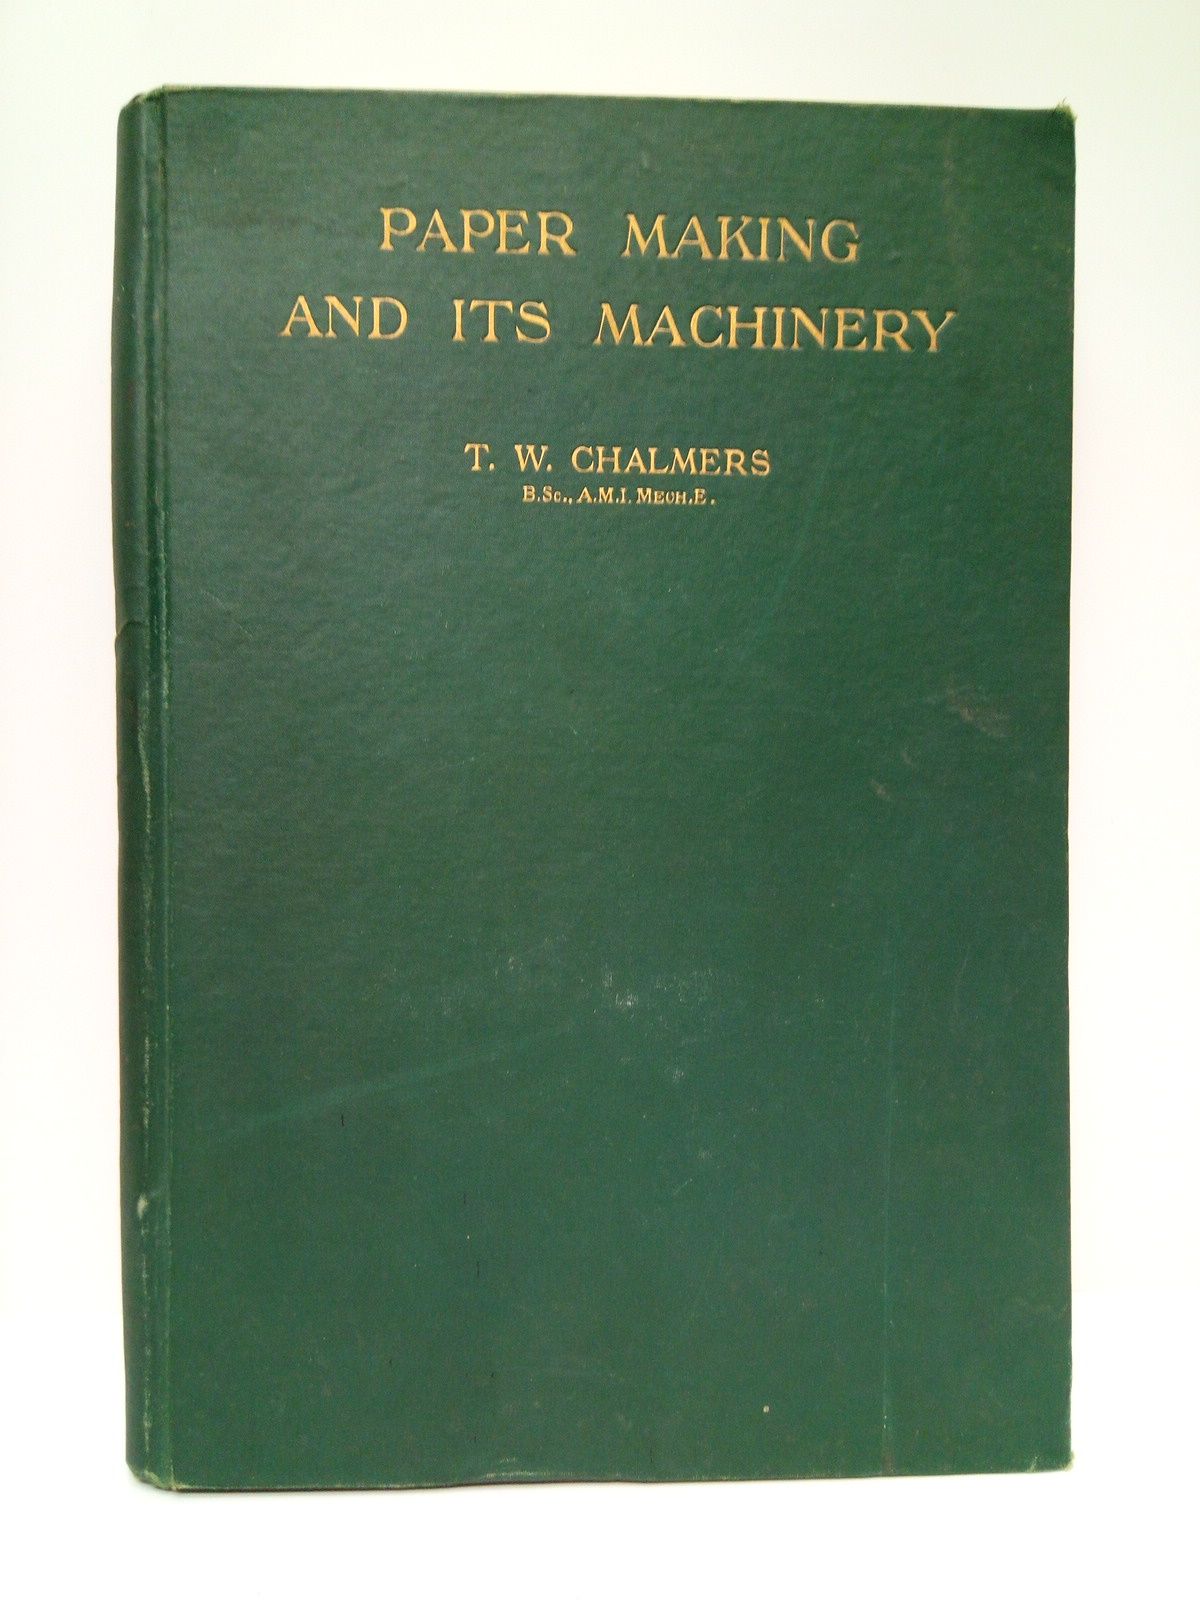 PAPER MAKING
AND ITS MACHINERY
T. W. CHALMERS
B.Sc., A.M.I. MECH.E.